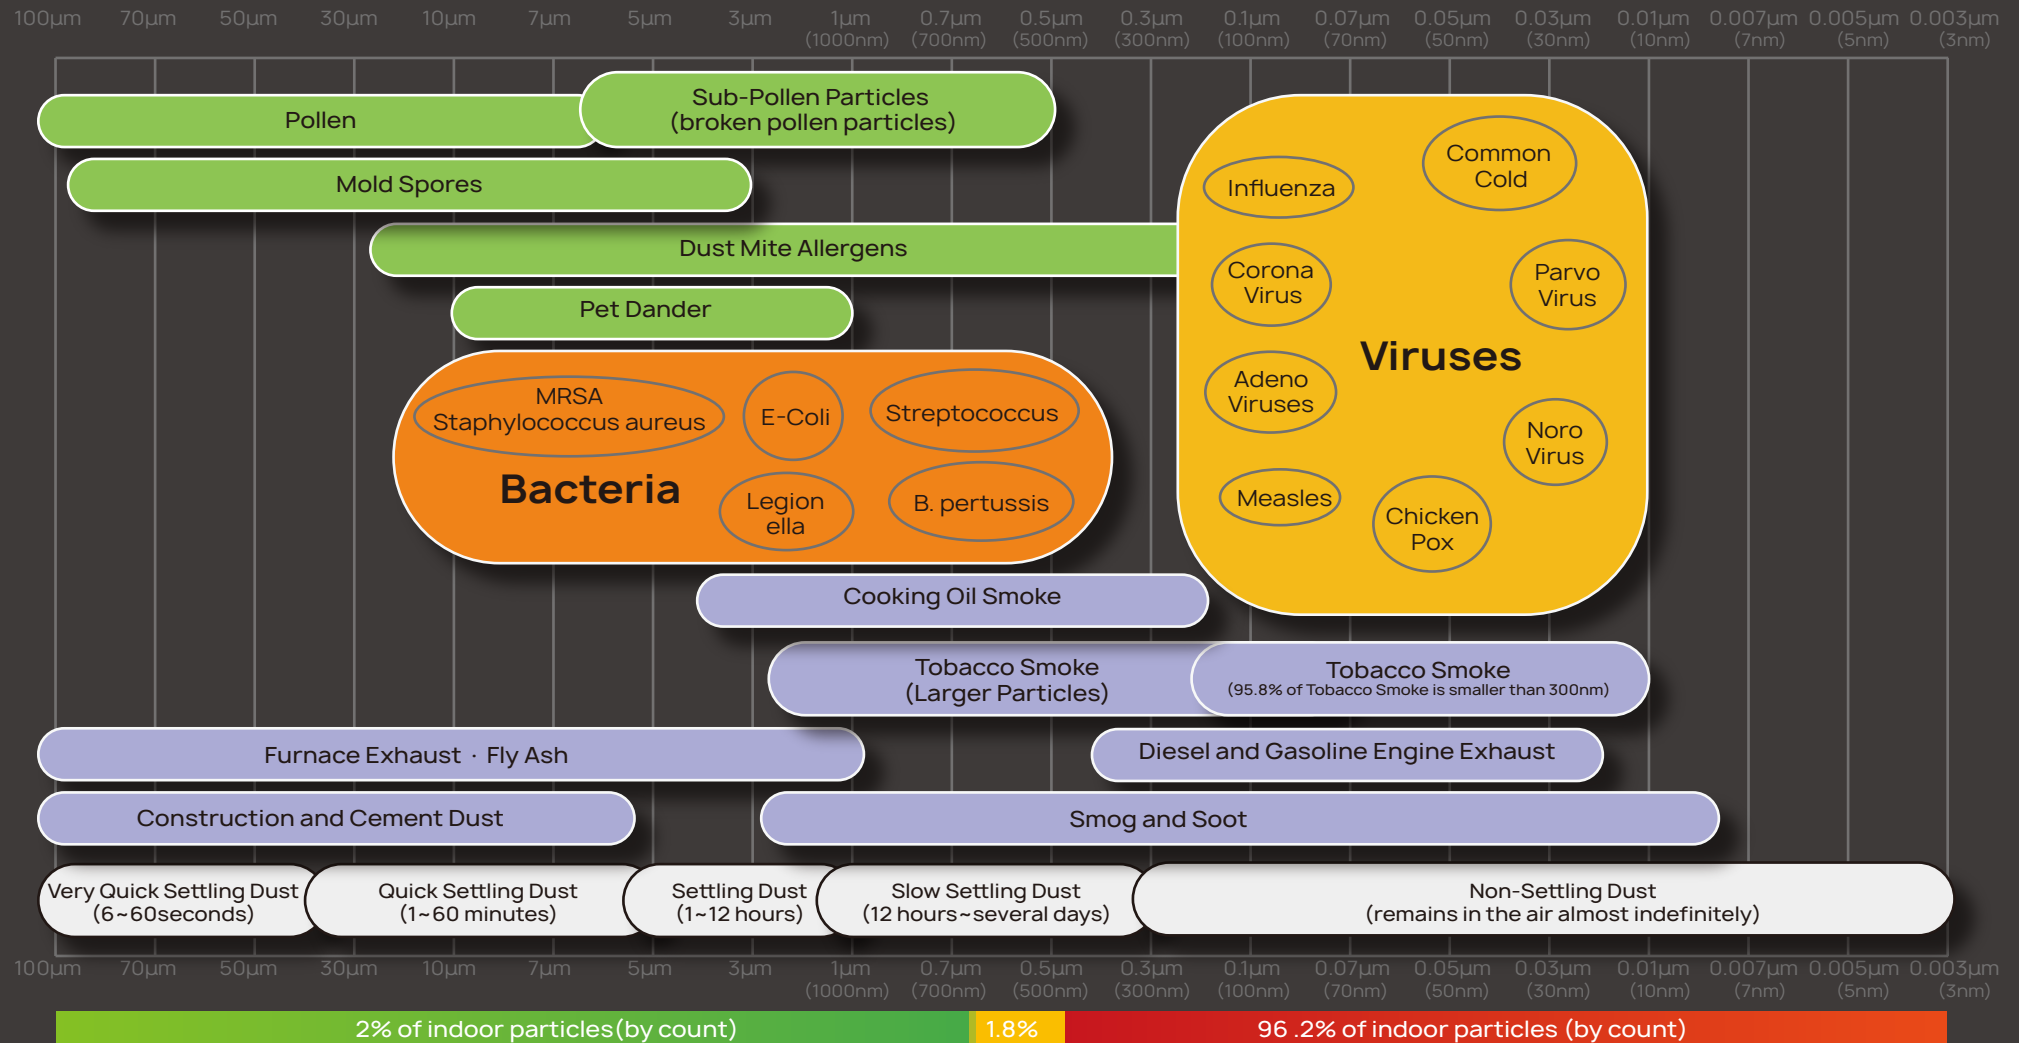 100µm 70µm 50µm 30µm 10µm 7µm 5µm 3µm 1µm 0.7µm 0.5µm 0.3µm 0.1µm 0.07µm 0.05µm 0.03µm 0.01µm 0.007µm 0.005µm 0.003µm
(1000nm) (700nm) (500nm) (300nm) (100nm) (70nm) (50nm) (30nm) (10nm) (7nm) (5nm) (3nm)
Pollen
Sub-Pollen Particles
(broken pollen particles)
Mold Spores
Dust Mite Allergens
Pet Dander
MRSA
Staphylococcus aureus
E-Coli
Streptococcus
Bacteria
Legion
ella
B. pertussis
Influenza
Common
Cold
Corona
Virus
Parvo
Virus
Viruses
Adeno
Viruses
Noro
Virus
Measles
Chicken
Pox
Cooking Oil Smoke
Tobacco Smoke
(Larger Particles)
Tobacco Smoke
(95.8% of Tobacco Smoke is smaller than 300nm)
Furnace Exhaust · Fly Ash
Diesel and Gasoline Engine Exhaust
Construction and Cement Dust
Smog and Soot
Very Quick Settling Dust
(6~60seconds)
Quick Settling Dust
(1~60 minutes)
Settling Dust
(1~12 hours)
Slow Settling Dust
(12 hours~several days)
Non-Settling Dust
(remains in the air almost indefinitely)
100µm 70µm 50µm 30µm 10µm 7µm 5µm 3µm 1µm 0.7µm 0.5µm 0.3µm 0.1µm 0.07µm 0.05µm 0.03µm 0.01µm 0.007µm 0.005µm 0.003µm
(1000nm) (700nm) (500nm) (300nm) (100nm) (70nm) (50nm) (30nm) (10nm) (7nm) (5nm) (3nm)
2% of indoor particles(by count) 1.8% 96 .2% of indoor particles (by count)